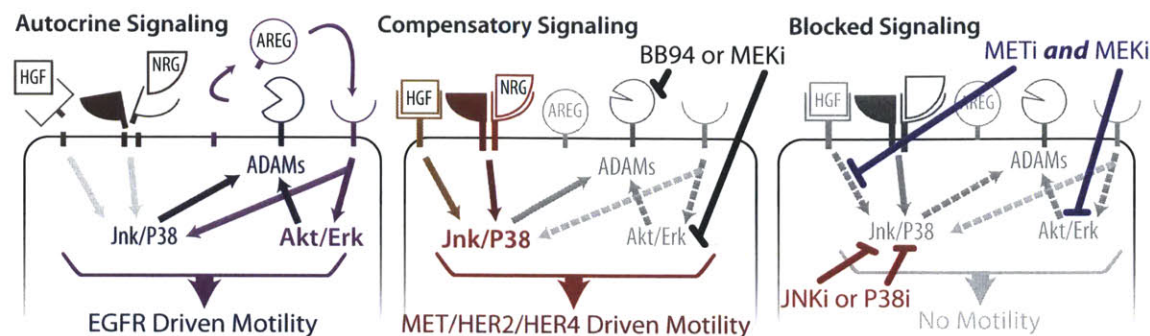 Autocrine Signaling
HGF
NRG
AREG
ADAMs
Jnk/P38
Akt/Erk
EGFR Driven Motility
Compensatory Signaling
BB94 or MEKi
HGF
NRG
AREG
ADAMs
Jnk/P38
Akt/Erk
MET/HER2/HER4 Driven Motility
Blocked Signaling
METi and MEKi
HGF
NRG
AREG
ADAMs
Jnk/P38
Akt/Erk
JNKi or P38i
No Motility